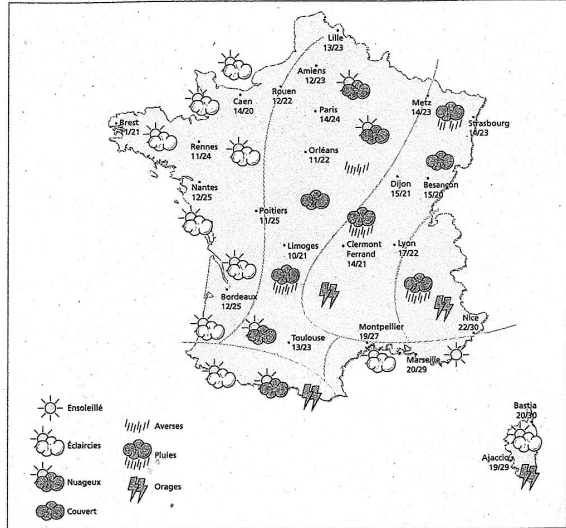 Lille
13/23
Amiens
12/23
Rouen
12/22
Caen
14/20
Paris
14/24
Metz
14/23
Strasbourg
14/23
Brest
11/21
Rennes
11/24
Orléans
11/22
Nantes
12/25
Dijon
15/21
Besançon
15/20
Poitiers
11/25
Limoges
10/21
Clermont
Ferrand
14/21
Lyon
17/22
Bordeaux
12/25
Toulouse
13/23
Montpellier
19/27
Nice
22/30
Marseille
20/29
Bastia
20/30
Ajaccio
19/29
Ensoleillé
Éclaircies
Nuageux
Couvert
Averses
Pluies
Orages